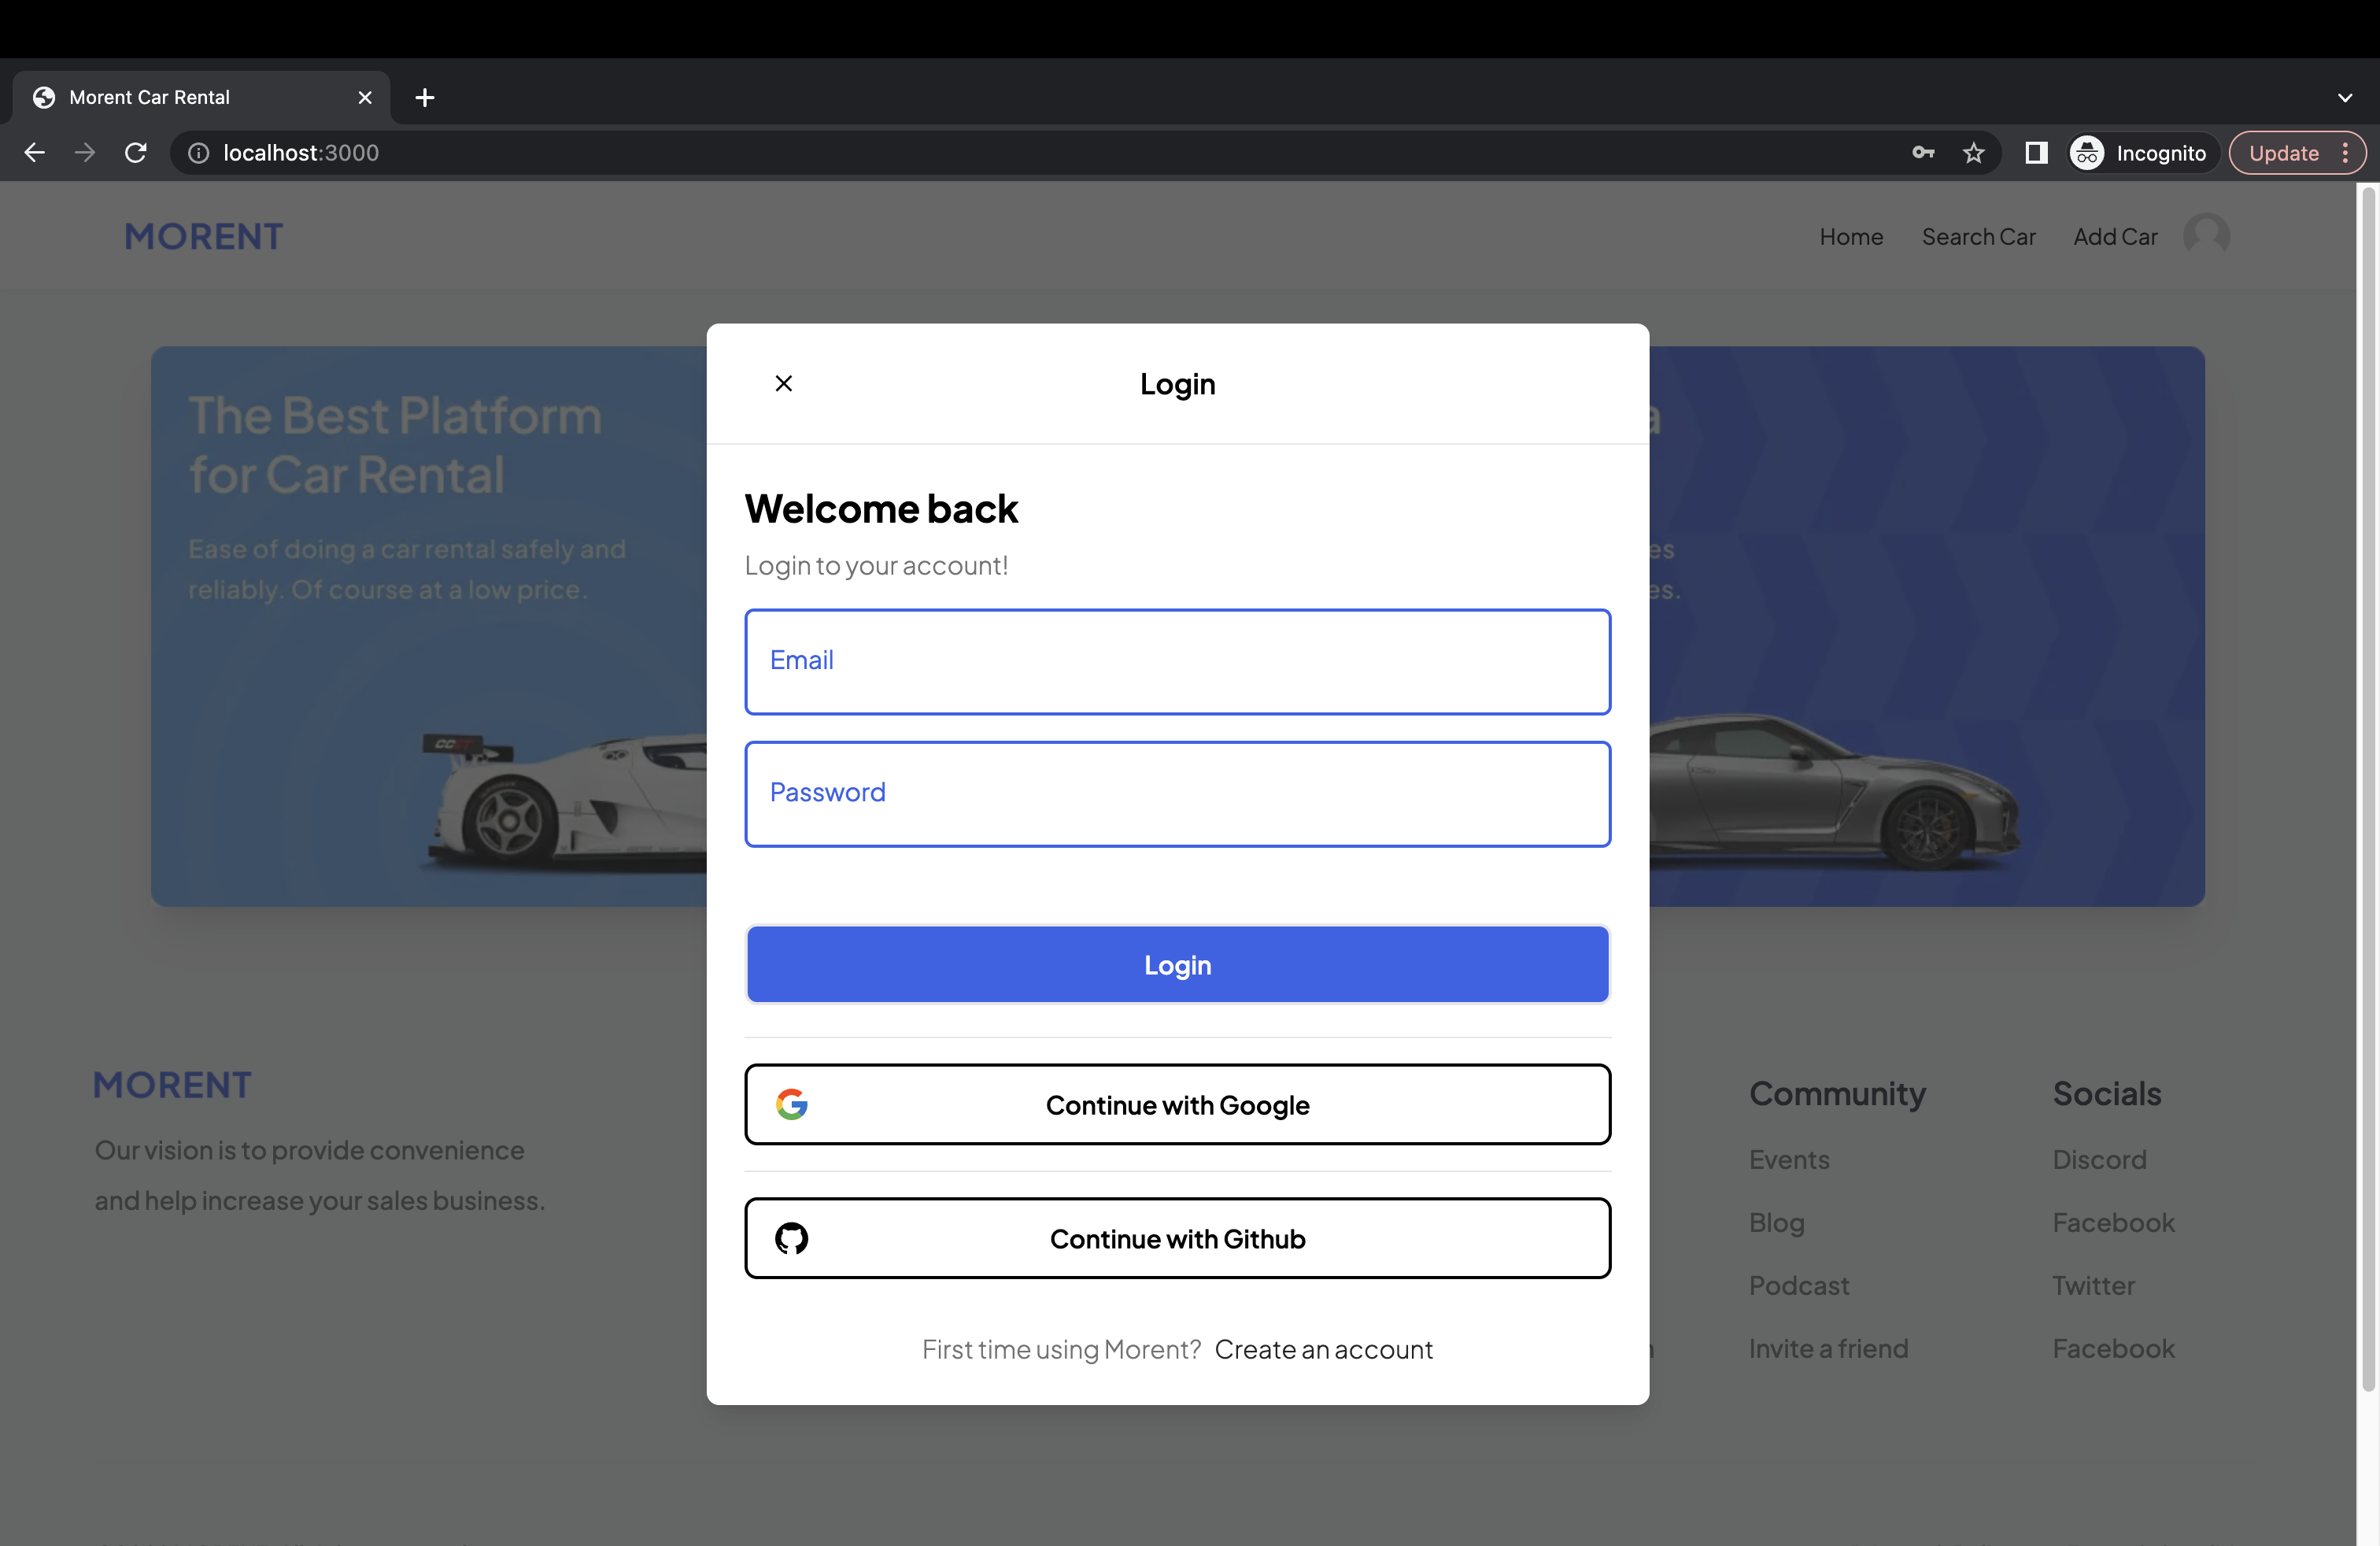 Morent Car Rental
localhost:3000
Incognito
Update
MORENT
Home
Search Car
Add Car
The Best Platform
for Car Rental
Ease of doing a car rental safely and
reliably. Of course at a low price.
Login
Welcome back
Login to your account!
Email
Password
Login
Continue with Google
Continue with Github
First time using Morent? Create an account
MORENT
Our vision is to provide convenience
and help increase your sales business.
Community
Events
Blog
Podcast
Invite a friend
Socials
Discord
Facebook
Twitter
Facebook